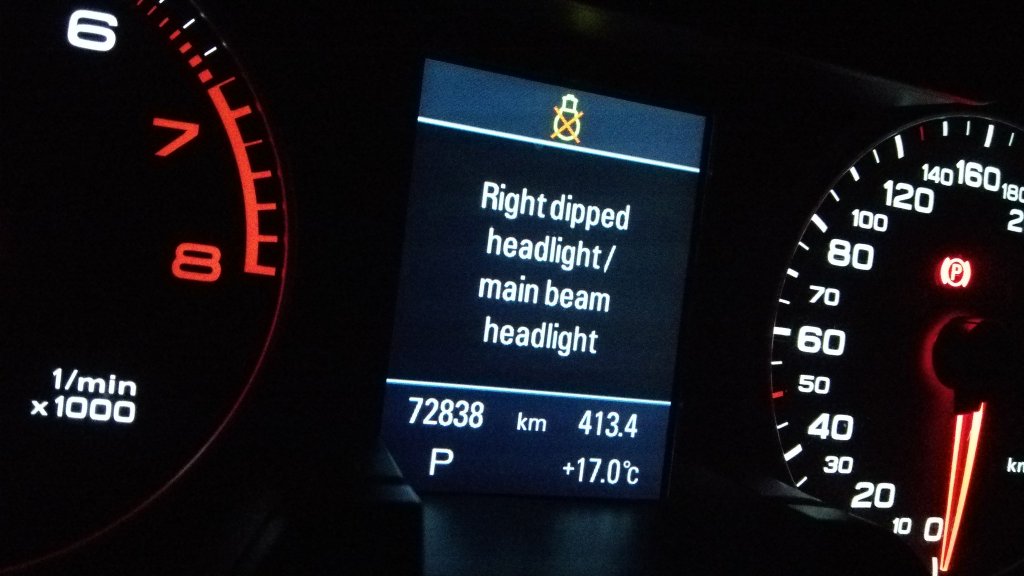 6
7
8
1/min
x1000
Right dipped
headlight/
main beam
headlight
72838 km 413.4
P +17.0°C
160
140
120
100
80
70
60
50
40
30
20
10
0
P